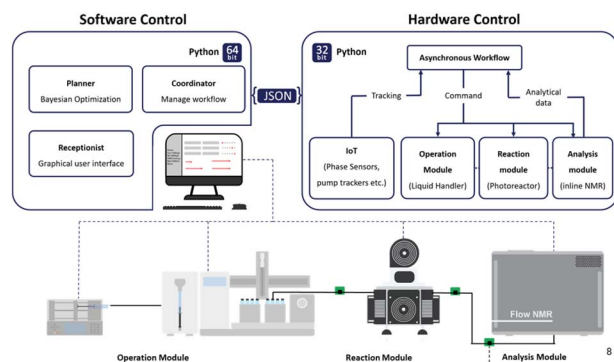 Software Control
Hardware Control
Python 64 bit
32 bit Python
Planner
Bayesian Optimization
Coordinator
Manage workflow
Receptionist
Graphical user interface
{JSON}
Asynchronous Workflow
Tracking
Command
Analytical
data
IoT
(Phase Sensors,
pump trackers etc.)
Operation
Module
(Liquid Handler)
Reaction
module
(Photoreactor)
Analysis
module
(inline NMR)
Flow NMR
Operation Module
Reaction Module
Analysis Module
8